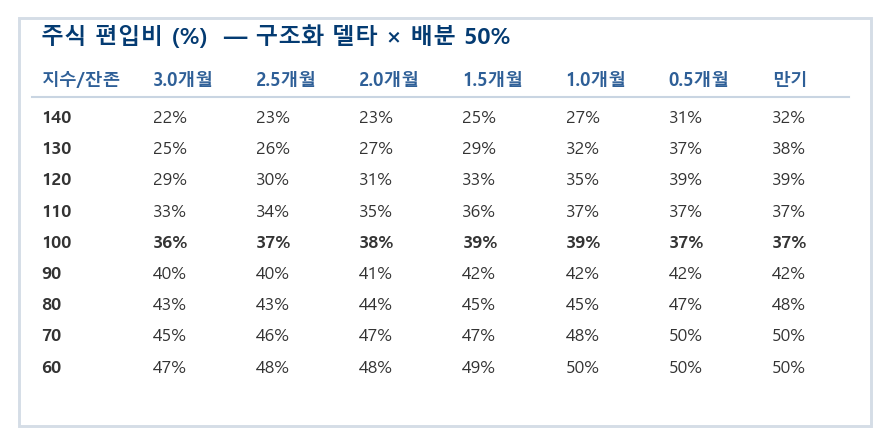 주식 편입비 (%) — 구조화 델타 × 배분 50%
지수/잔존 3.0개월 2.5개월 2.0개월 1.5개월 1.0개월 0.5개월 만기
140 22% 23% 23% 25% 27% 31% 32%
130 25% 26% 27% 29% 32% 37% 38%
120 29% 30% 31% 33% 35% 39% 39%
110 33% 34% 35% 36% 37% 37% 37%
100 36% 37% 38% 39% 39% 37% 37%
90 40% 40% 41% 42% 42% 42% 42%
80 43% 43% 44% 45% 45% 47% 48%
70 45% 46% 47% 47% 48% 50% 50%
60 47% 48% 48% 49% 50% 50% 50%